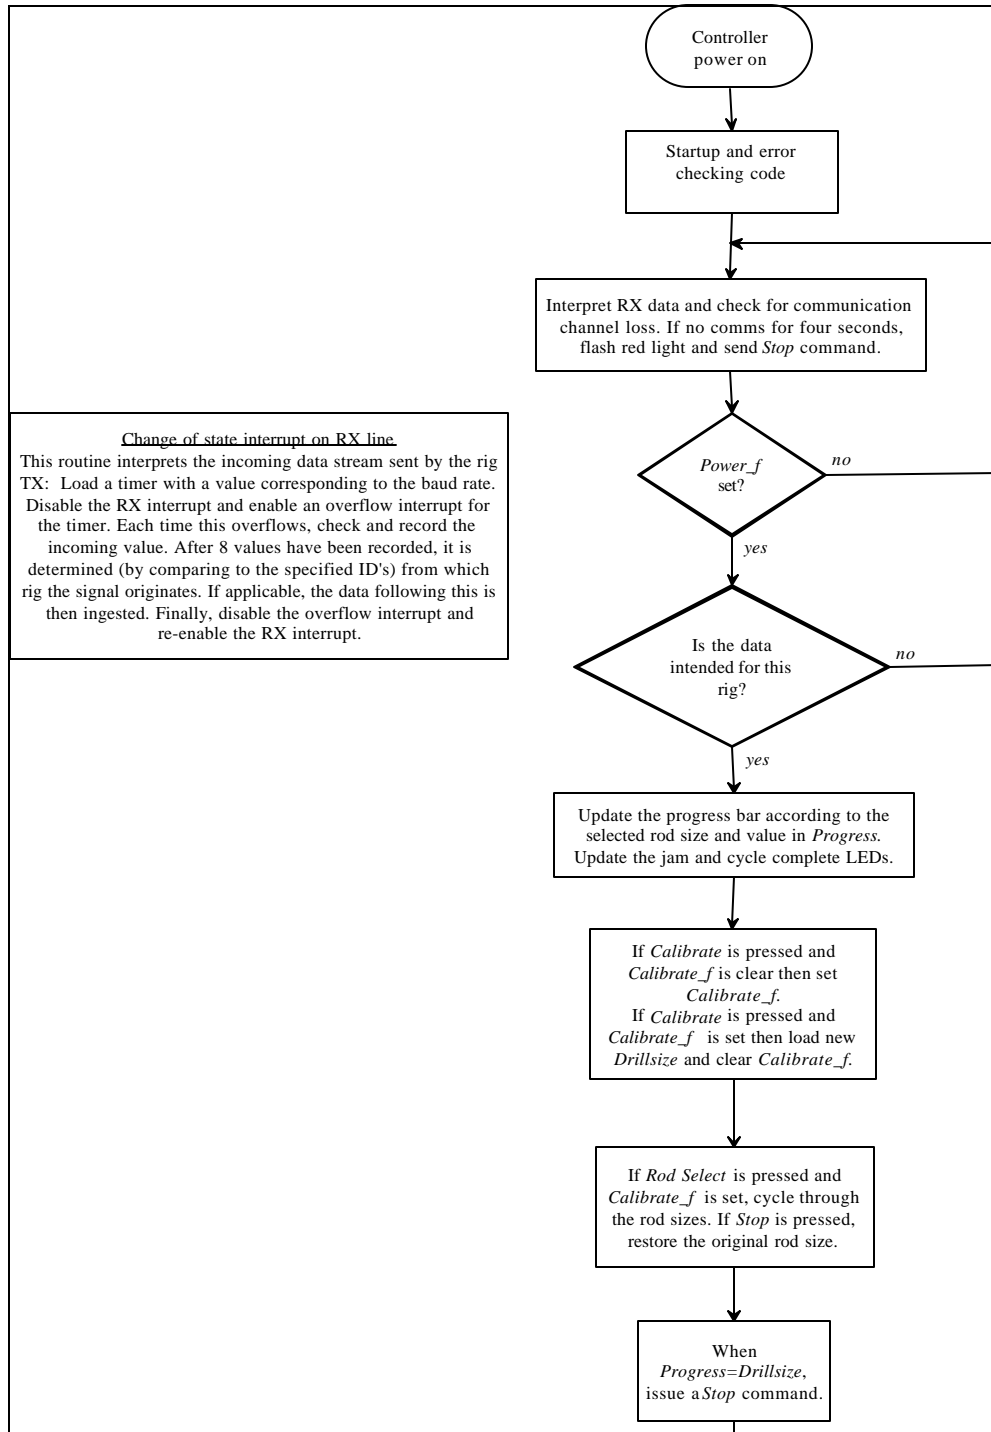 Controller
power on
Startup and error
checking code
Interpret RX data and check for communication
channel loss. If no comms for four seconds,
flash red light and send Stop command.
Change of state interrupt on RX line
This routine interprets the incoming data stream sent by the rig
TX: Load a timer with a value corresponding to the baud rate.
Disable the RX interrupt and enable an overflow interrupt for
the timer. Each time this overflows, check and record the
incoming value. After 8 values have been recorded, it is
determined (by comparing to the specified ID's) from which
rig the signal originates. If applicable, the data following this is
then ingested. Finally, disable the overflow interrupt and
re-enable the RX interrupt.
Power_f
set?
no
yes
Is the data
intended for this
rig?
no
yes
Update the progress bar according to the
selected rod size and value in Progress.
Update the jam and cycle complete LEDs.
If Calibrate is pressed and
Calibrate_f is clear then set
Calibrate_f.
If Calibrate is pressed and
Calibrate_f is set then load new
Drillsize and clear Calibrate_f.
If Rod Select is pressed and
Calibrate_f is set, cycle through
the rod sizes. If Stop is pressed,
restore the original rod size.
When
Progress=Drillsize,
issue a Stop command.